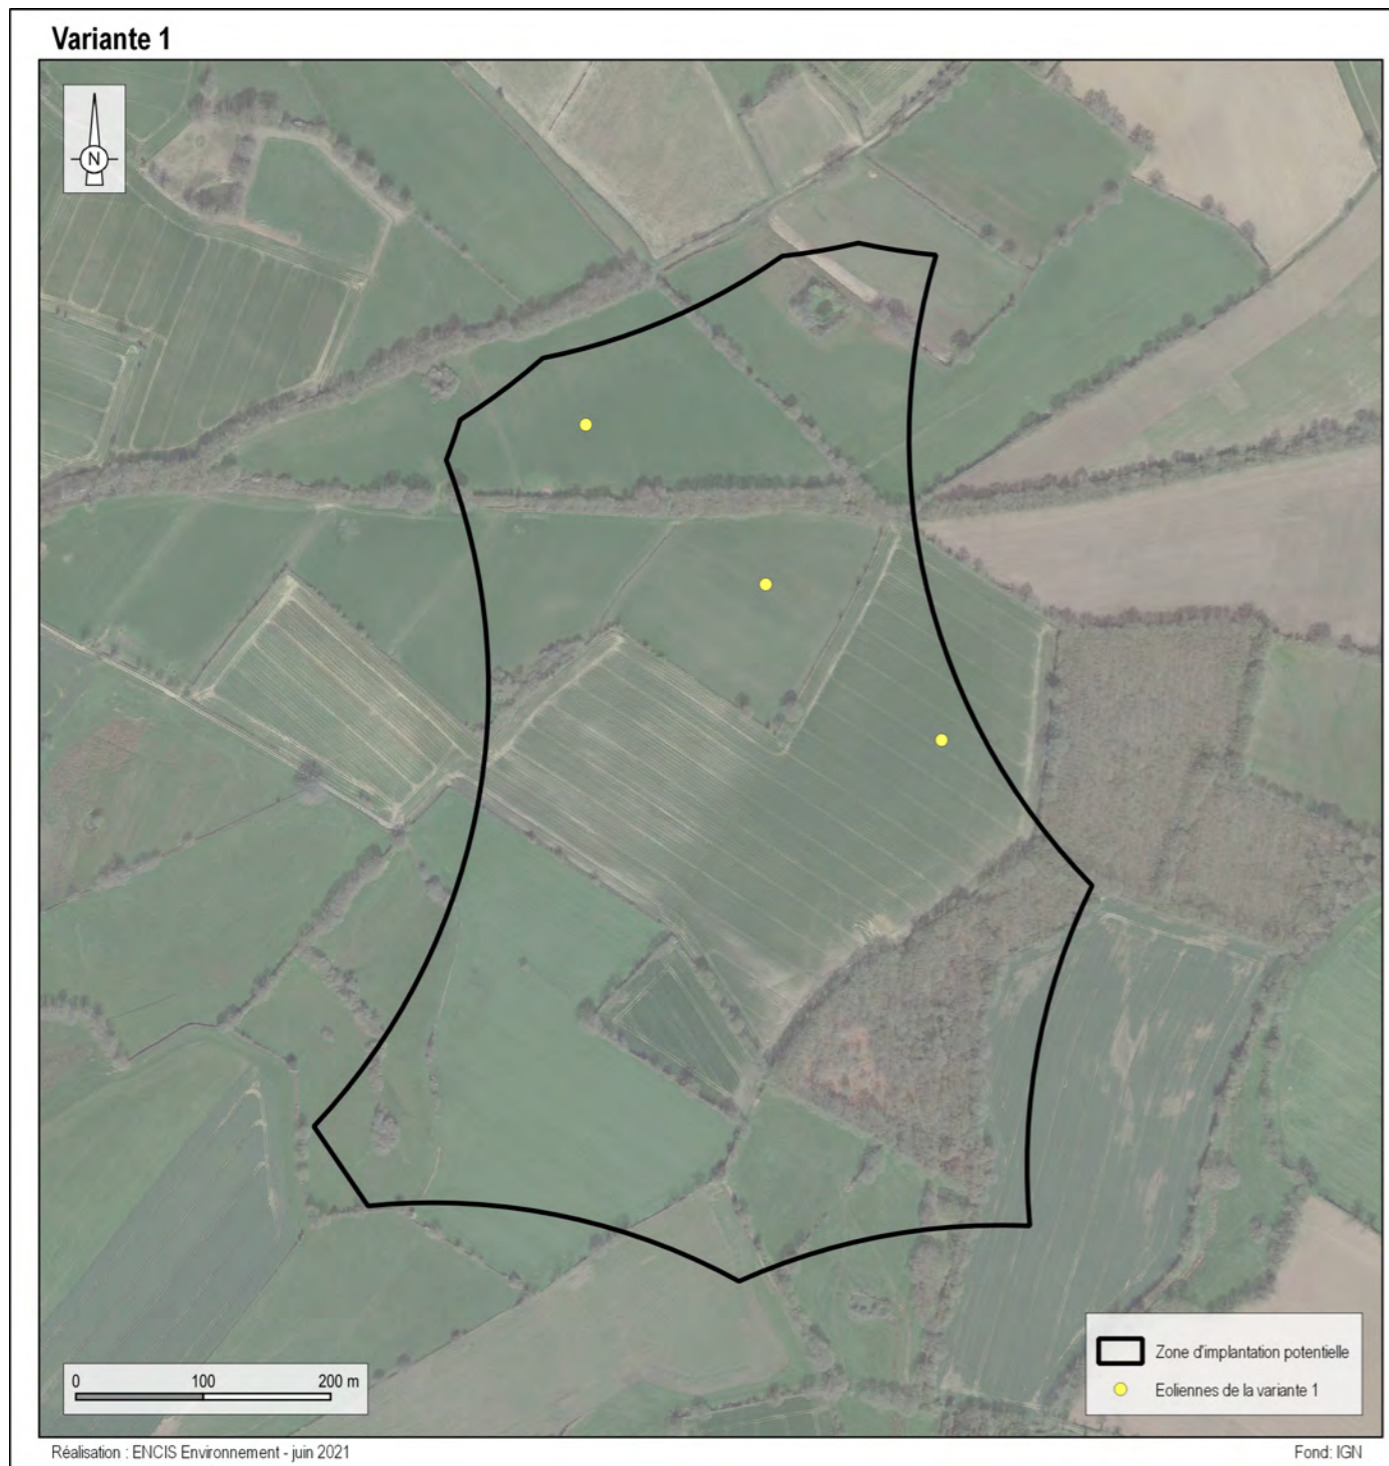 Variante 1
N
0 100 200 m
Zone d'implantation potentielle
Eoliennes de la variante 1
Réalisation : ENCIS Environnement - juin 2021
Fond: IGN